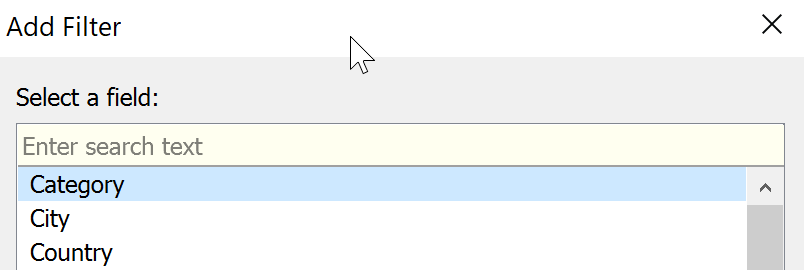 Add Filter
Select a field:
Enter search text
Category
City
Country